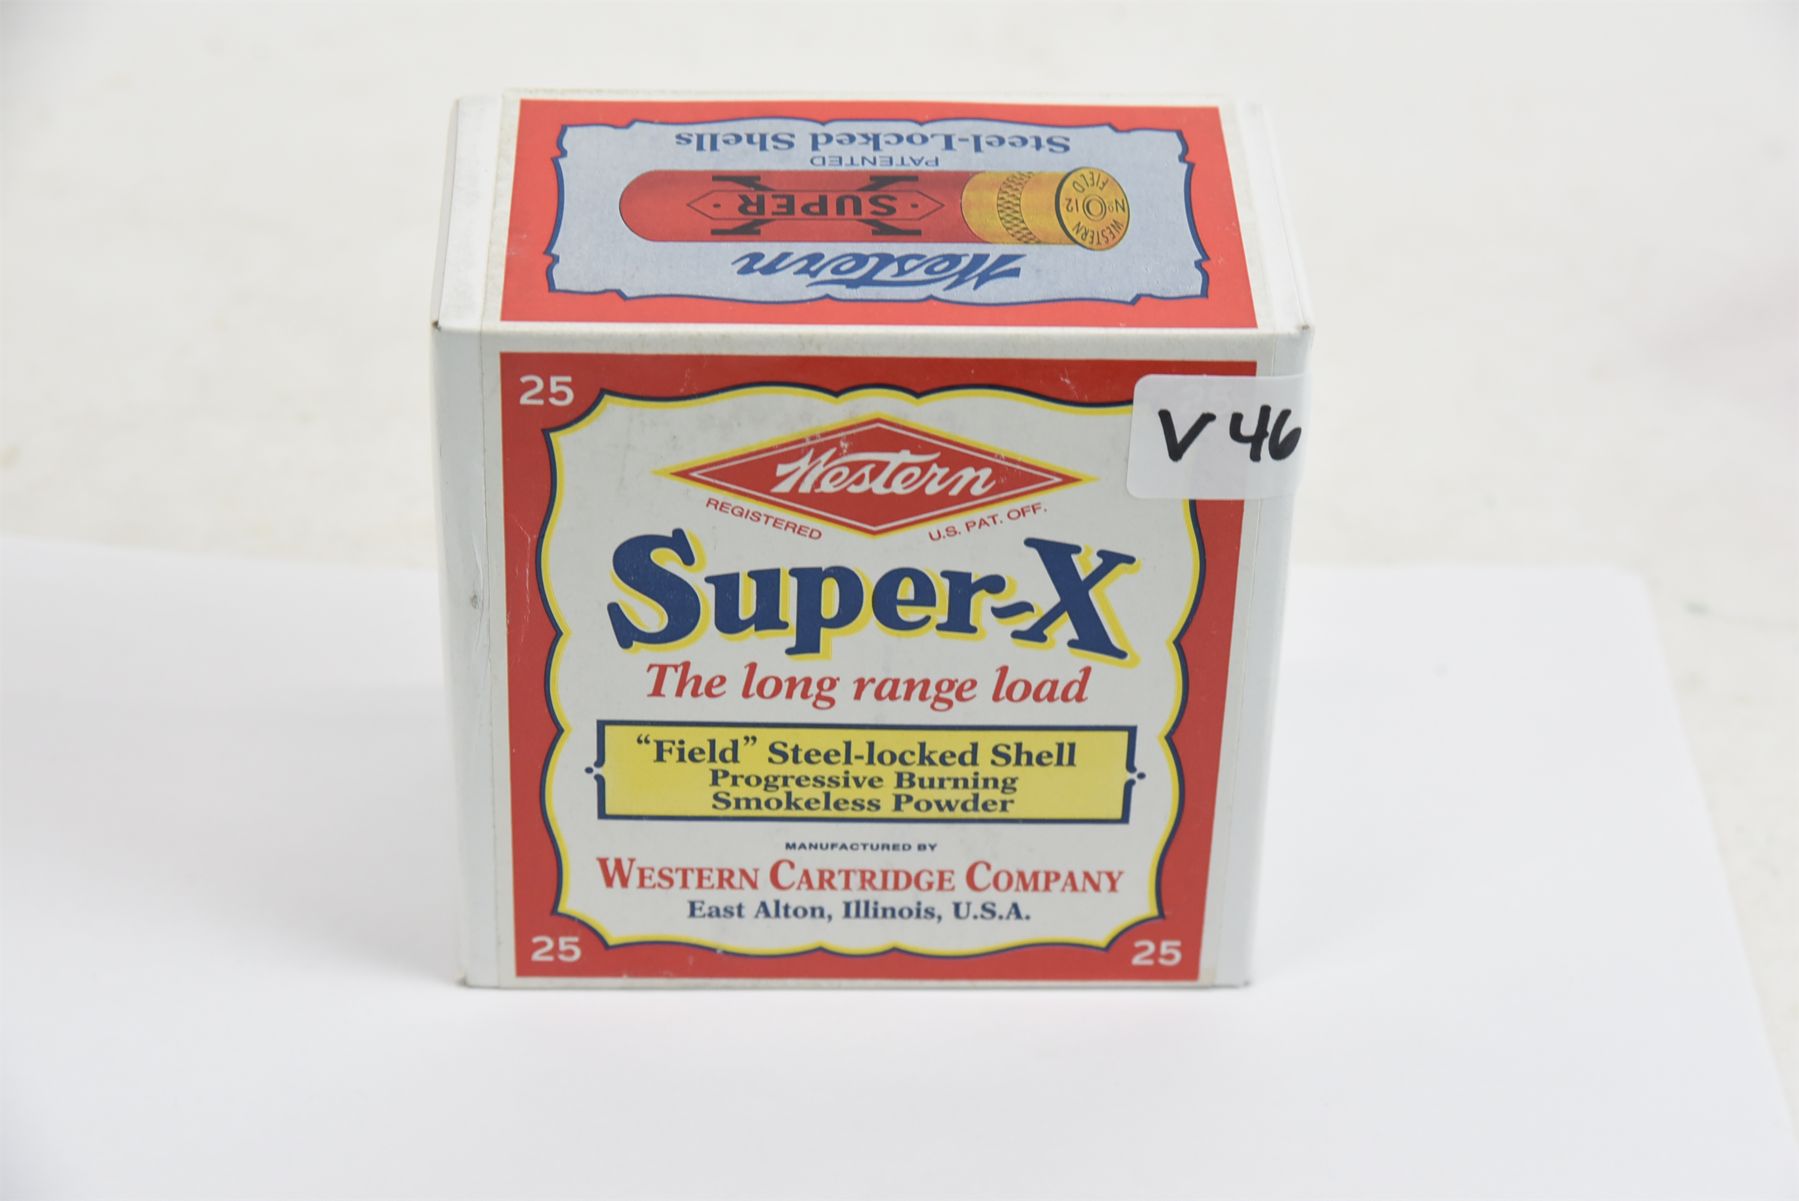 Steel-Locked Shells
PATENTED
SUPER
X
WESTERN
No 12
FIELD
Western
25
V 46
Western
REGISTERED U.S. PAT. OFF.
Super-X
The long range load
"Field" Steel-locked Shell
Progressive Burning
Smokeless Powder
MANUFACTURED BY
WESTERN CARTRIDGE COMPANY
East Alton, Illinois, U.S.A.
25 25